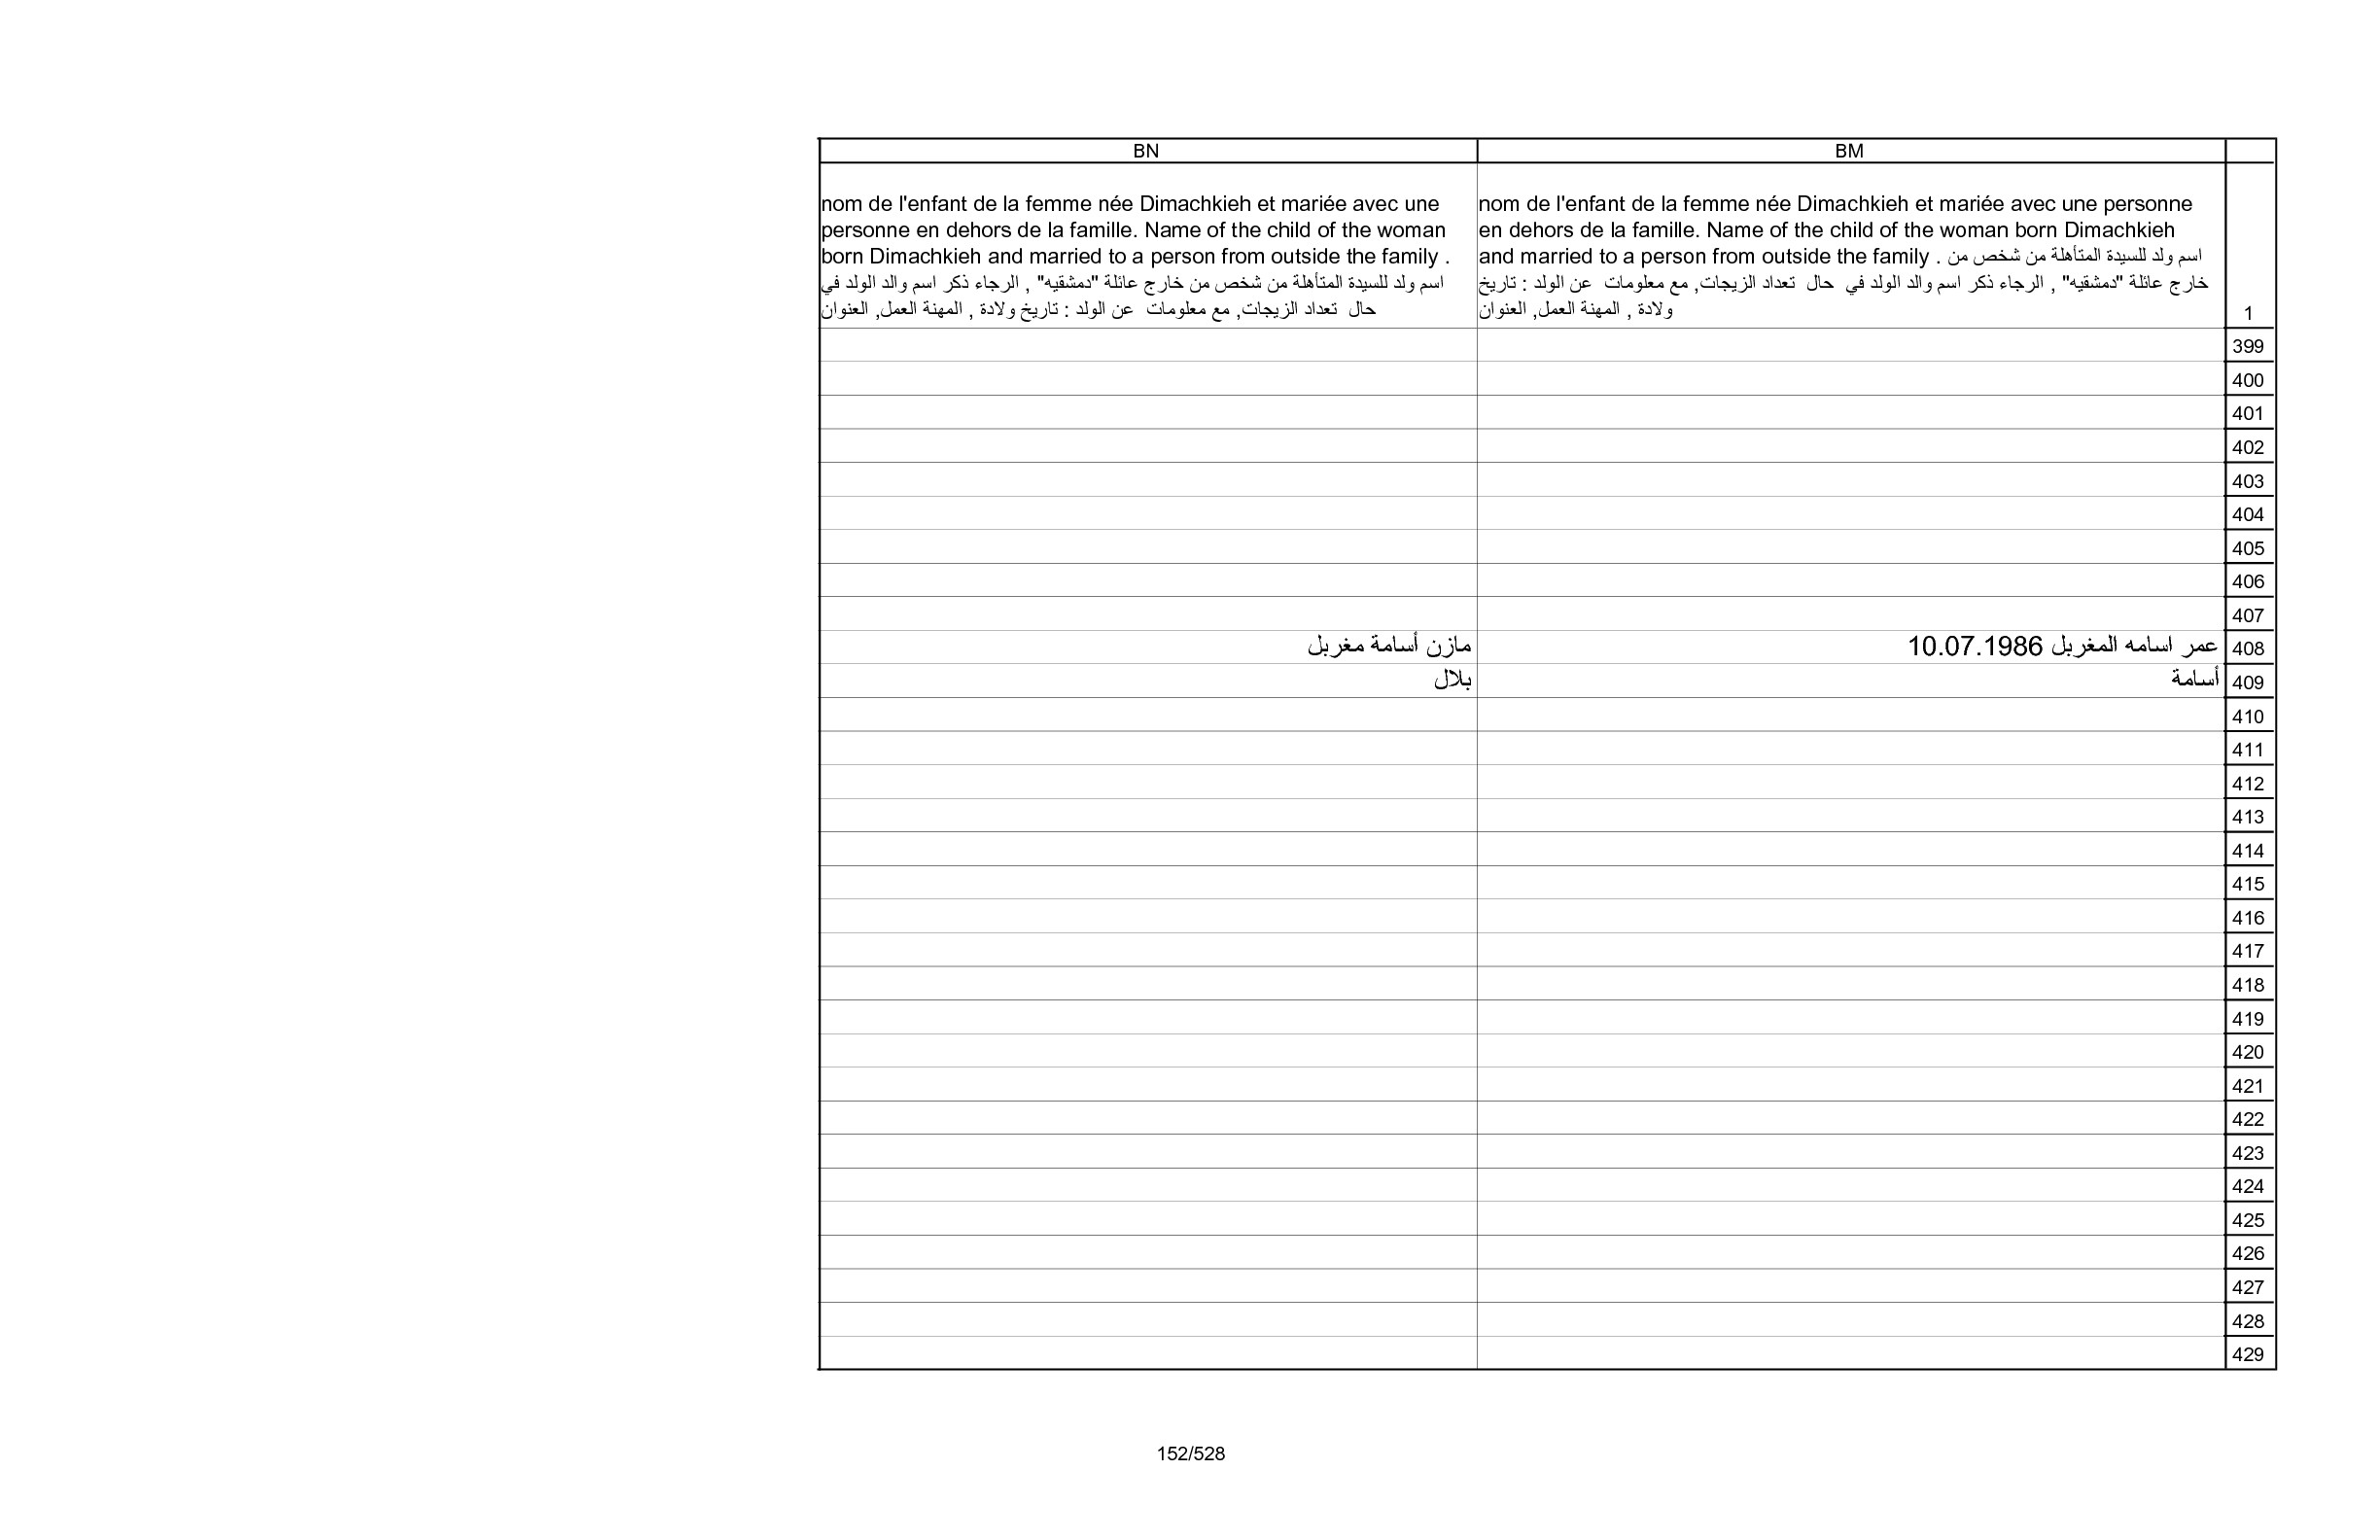 BN
BM
nom de l'enfant de la femme née Dimachkieh et mariée avec une
personne en dehors de la famille. Name of the child of the woman
born Dimachkieh and married to a person from outside the family .
اسم ولد للسيدة المتأهلة من شخص من خارج عائلة "دمشقيه" , الرجاء ذكر اسم والد الولد في
حال تعداد الزيجات, مع معلومات عن الولد : تاريخ ولادة , المهنة العمل, العنوان
nom de l'enfant de la femme née Dimachkieh et mariée avec une personne
en dehors de la famille. Name of the child of the woman born Dimachkieh
and married to a person from outside the family . اسم ولد للسيدة المتأهلة من شخص من
خارج عائلة "دمشقيه" , الرجاء ذكر اسم والد الولد في حال تعداد الزيجات, مع معلومات عن الولد : تاريخ
ولادة , المهنة العمل, العنوان
1
399
400
401
402
403
404
405
406
407
مازن أسامة مغربل
عمر اسامه المغربل 10.07.1986
408
بلال
أسامة
409
410
411
412
413
414
415
416
417
418
419
420
421
422
423
424
425
426
427
428
429
152/528